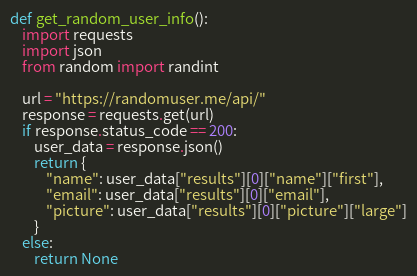 def get_random_user_info():
    import requests
    import json
    from random import randint

    url = "https://randomuser.me/api/"
    response = requests.get(url)
    if response.status_code == 200:
        user_data = response.json()
        return {
            "name": user_data["results"][0]["name"]["first"],
            "email": user_data["results"][0]["email"],
            "picture": user_data["results"][0]["picture"]["large"]
        }
    else:
        return None